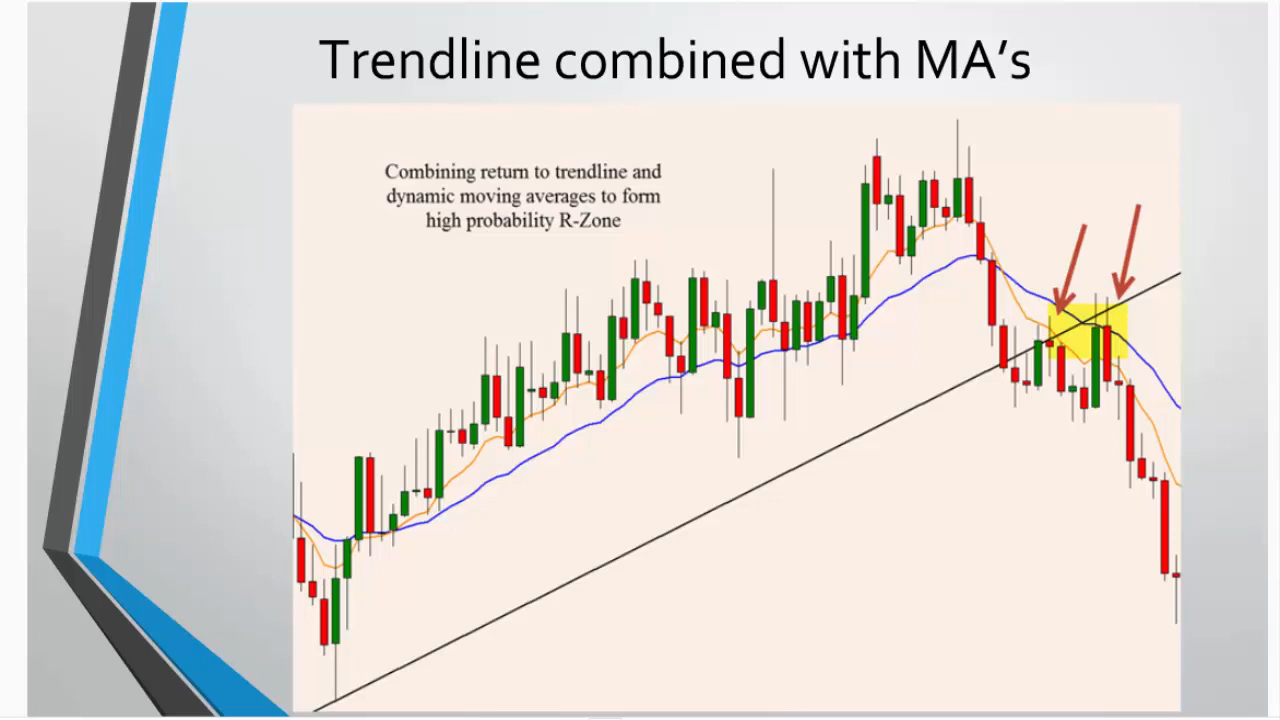 Trendline combined with MA’s
Combining return to trendline and
dynamic moving averages to form
high probability R-Zone